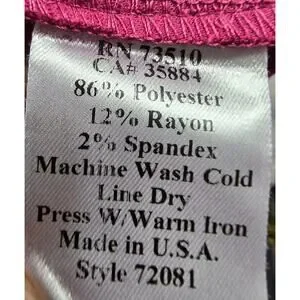 RN 73510
CA# 35884
86% Polyester
12% Rayon
2% Spandex
Machine Wash Cold
Line Dry
Press W/Warm Iron
Made in U.S.A.
Style 72081